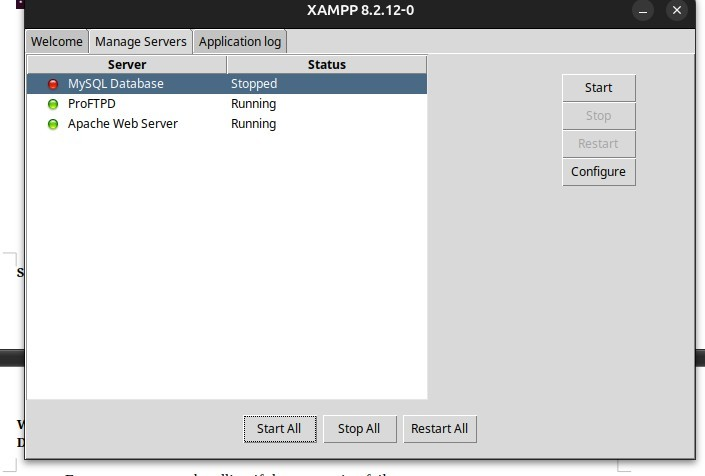 XAMPP 8.2.12-0
Welcome Manage Servers Application log
Server Status
MySQL Database Stopped
ProFTPD Running
Apache Web Server Running
Start
Stop
Restart
Configure
Start All Stop All Restart All